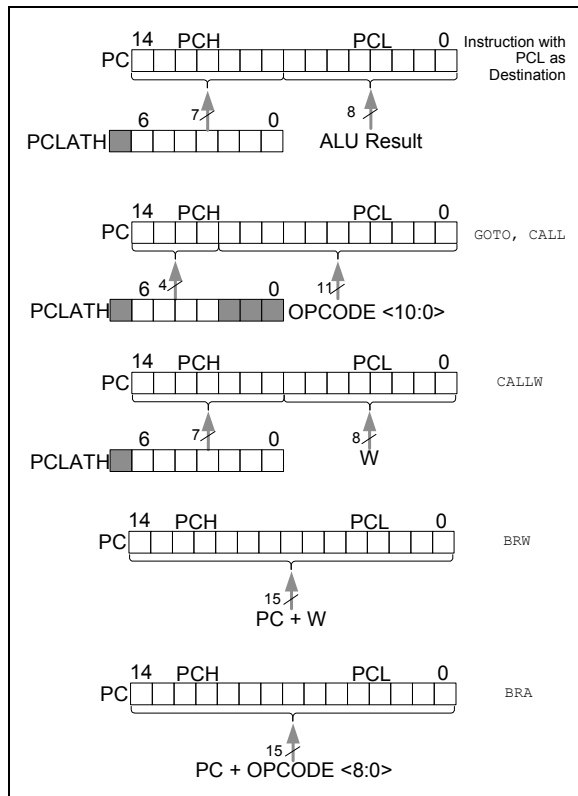 14 PCH PCL 0 Instruction with
PC PCL as
Destination
7 8
6 0
PCLATH ALU Result
14 PCH PCL 0
PC GOTO, CALL
4 11
6 0
PCLATH OPCODE <10:0>
14 PCH PCL 0
PC CALLW
7 8
6 0 W
PCLATH
14 PCH PCL 0
PC BRW
15
PC + W
14 PCH PCL 0
PC BRA
15
PC + OPCODE <8:0>